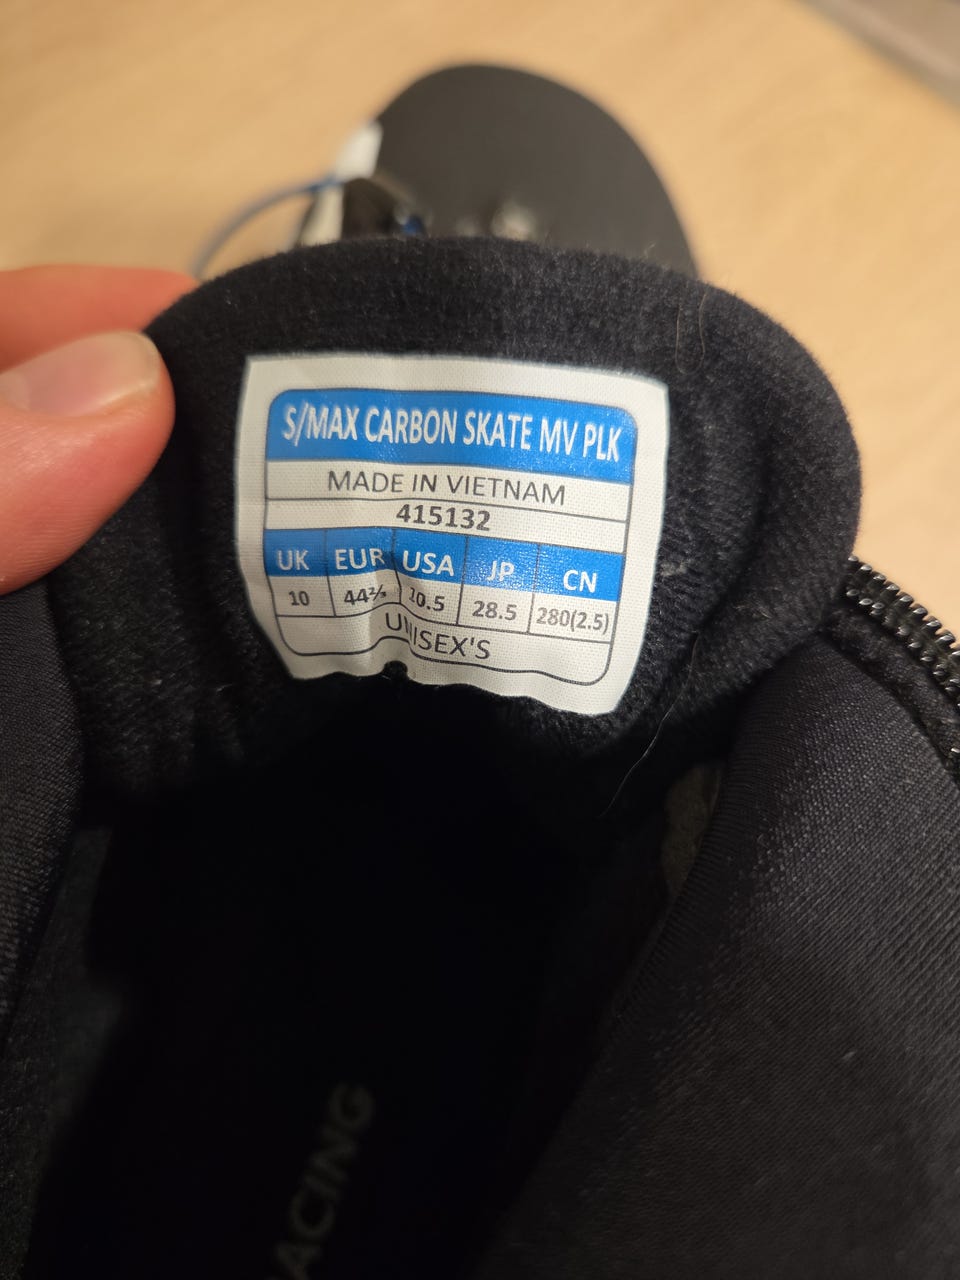 S/MAX CARBON SKATE MV PLK
MADE IN VIETNAM
415132
UK EUR USA JP CN
10 44⅔ 10.5 28.5 280(2.5)
UNISEX'S
ACING